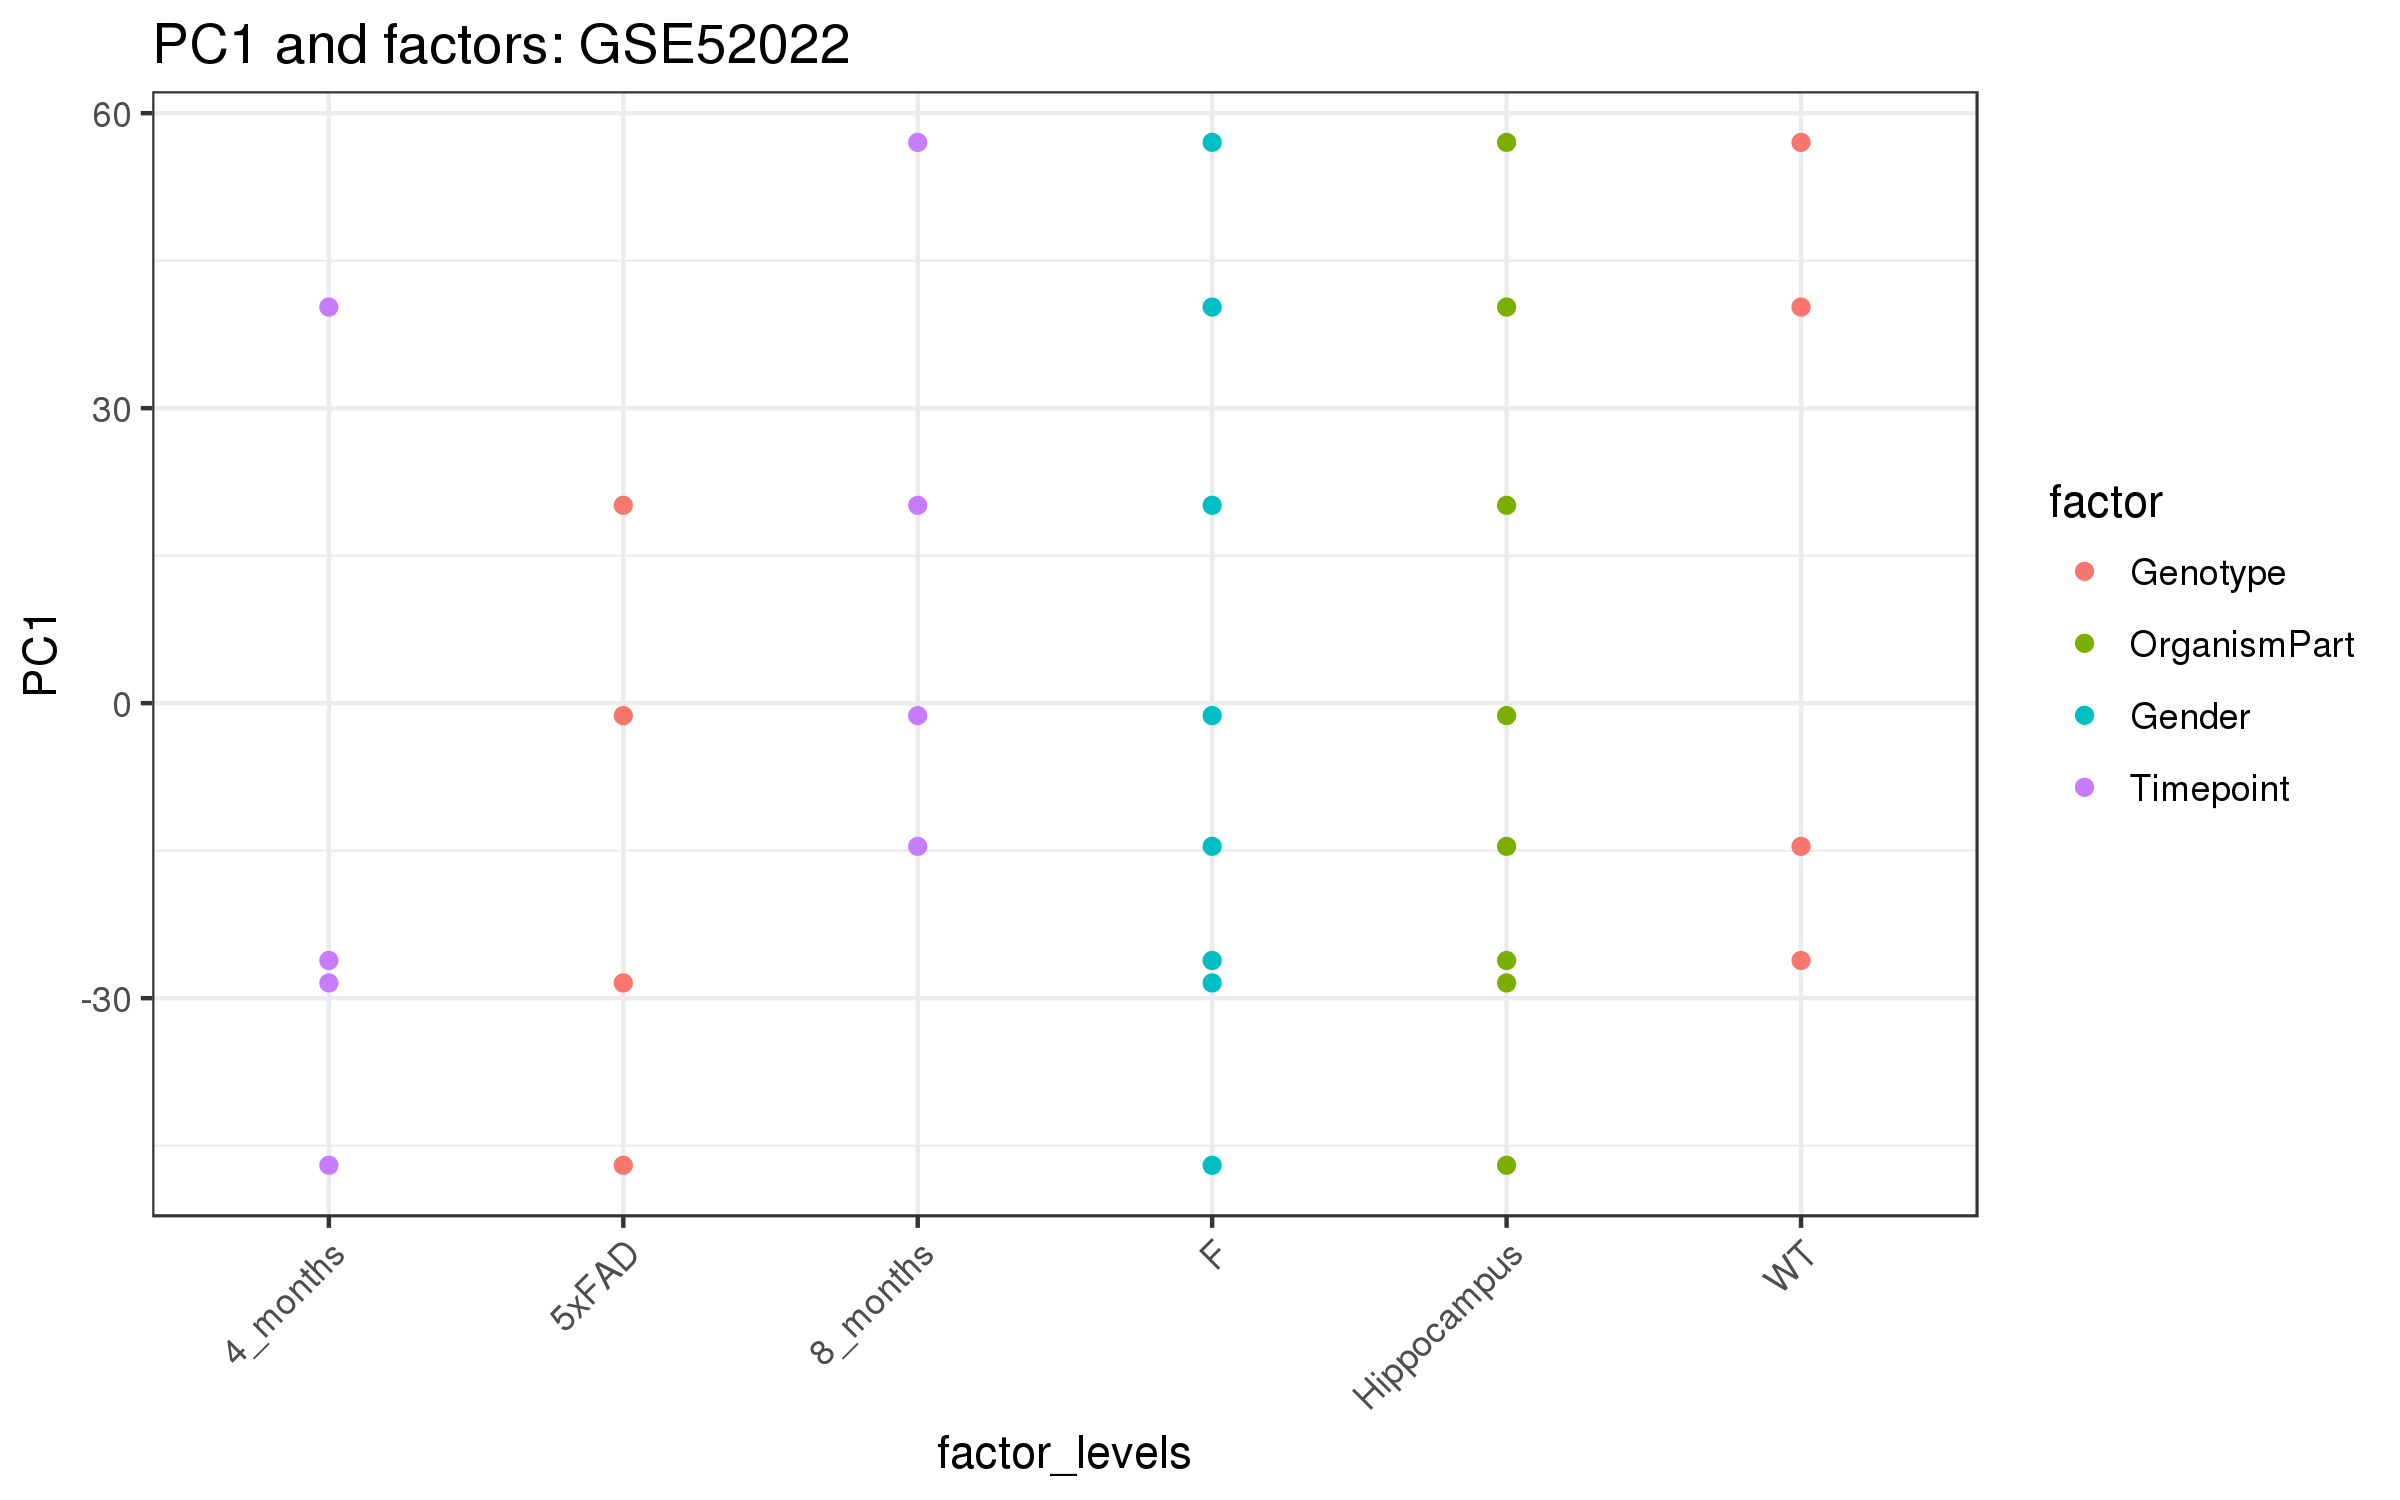 PC1 and factors: GSE52022
60
30
0
-30
PC1
4_months
5xFAD
8_months
F
Hippocampus
WT
factor_levels
factor
Genotype
OrganismPart
Gender
Timepoint